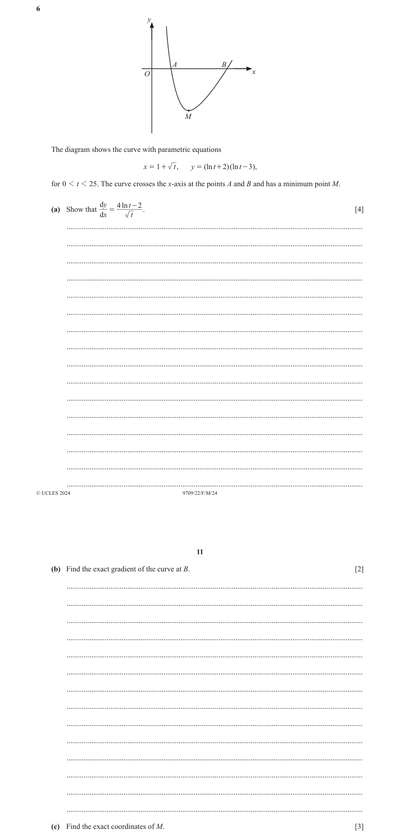 6
y
A
B
O
x
M
The diagram shows the curve with parametric equations
x = 1 + √t,    y = (ln t + 2)(ln t − 3),
for 0 < t < 25. The curve crosses the x-axis at the points A and B and has a minimum point M.
(a) Show that dy/dx = (4 ln t − 2)/√t. [4]
© UCLES 2024 9709/22/F/M/24
11
(b) Find the exact gradient of the curve at B. [2]
(c) Find the exact coordinates of M. [3]